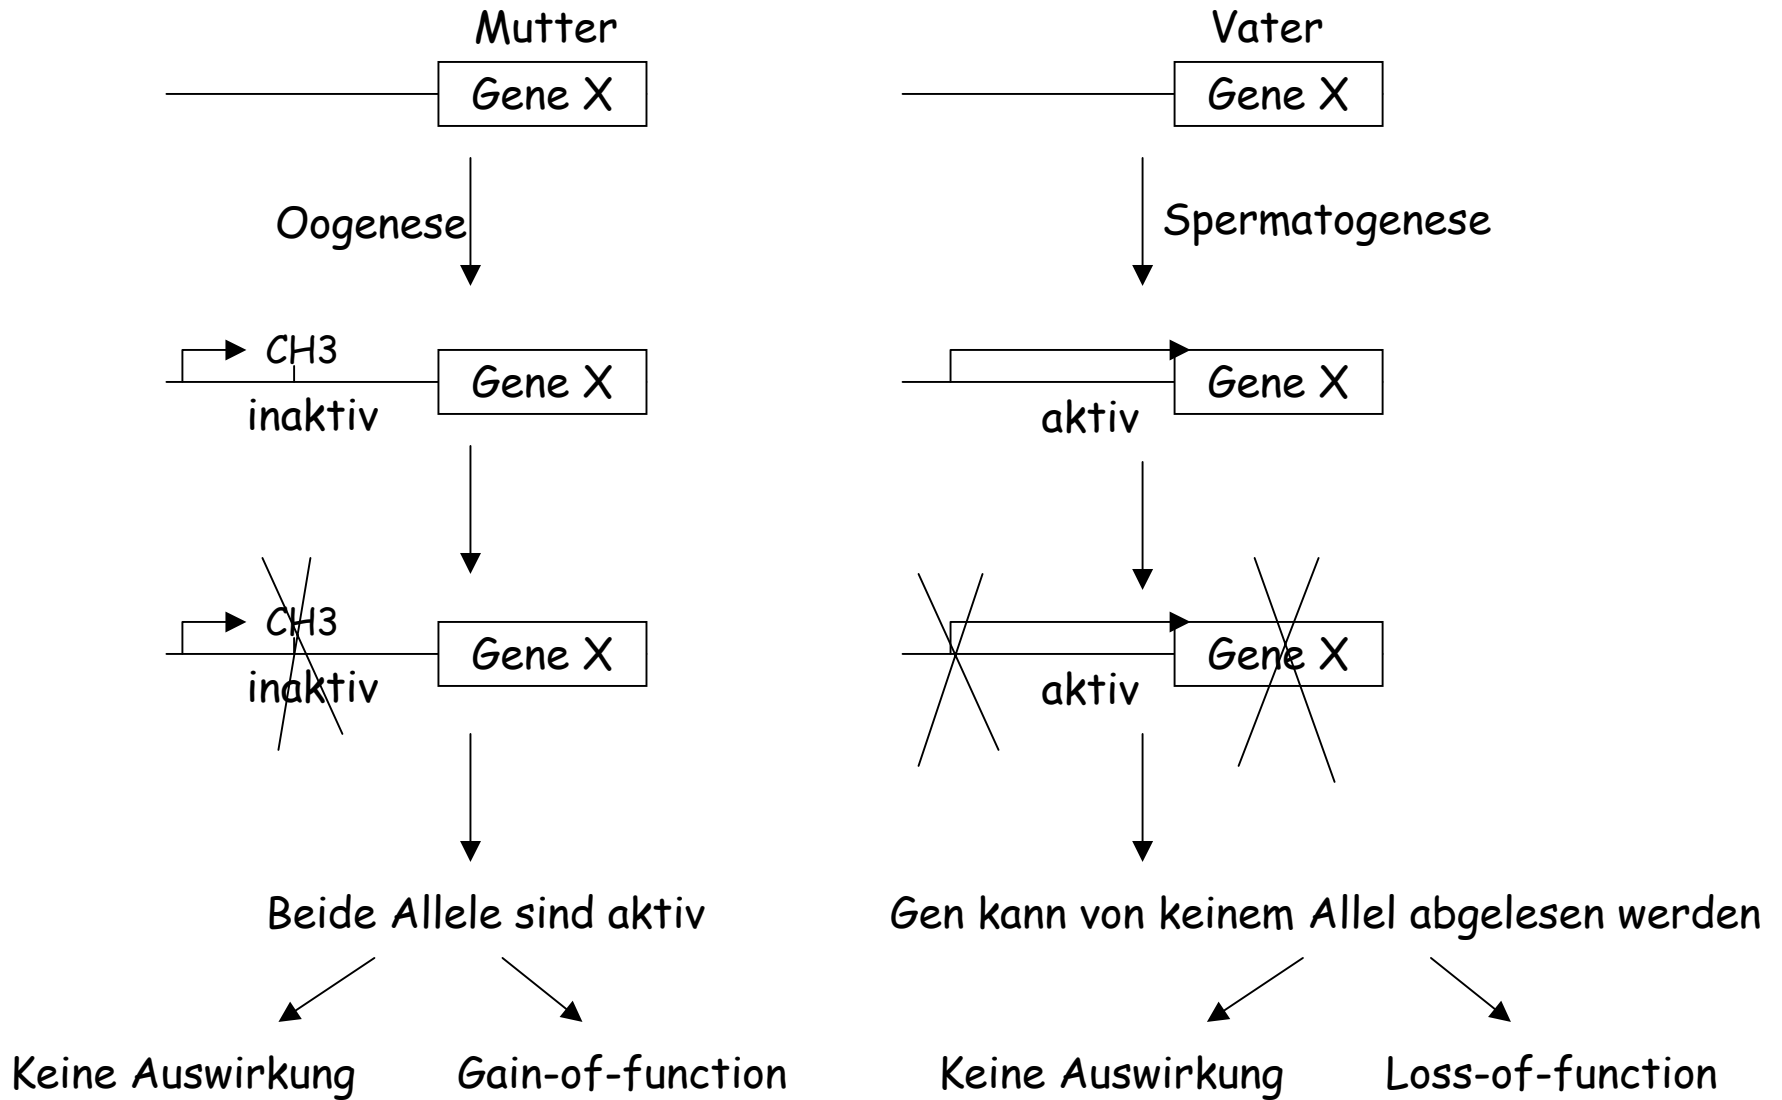 Mutter Vater
Gene X Gene X
Oogenese Spermatogenese
CH3
Gene X Gene X
inaktiv aktiv
CH3
Gene X Gene X
inaktiv aktiv
Beide Allele sind aktiv Gen kann von keinem Allel abgelesen werden
Keine Auswirkung Gain-of-function Keine Auswirkung Loss-of-function